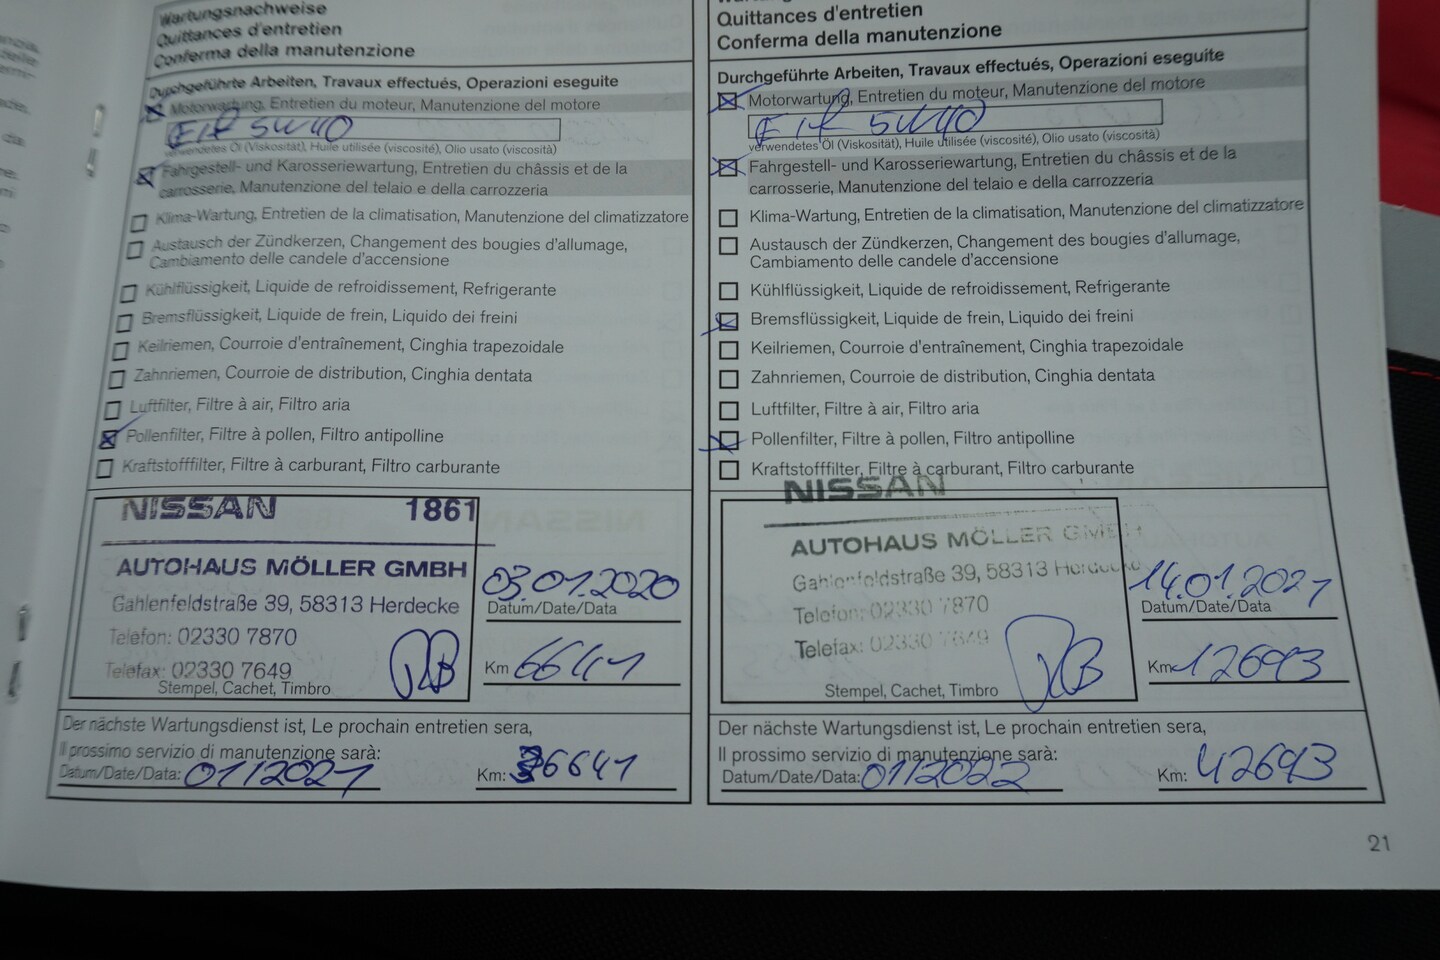 Wartungsnachweise
Quittances d'entretien
Conferma della manutenzione
Durchgeführte Arbeiten, Travaux effectués, Operazioni eseguite
Motorwartung, Entretien du moteur, Manutenzione del motore
5W40
verwendetes Öl (Viskosität), Huile utilisée (viscosité), Olio usato (viscosità)
Fahrgestell- und Karosseriewartung, Entretien du châssis et de la
carrosserie, Manutenzione del telaio e della carrozzeria
Klima-Wartung, Entretien de la climatisation, Manutenzione del climatizzatore
Austausch der Zündkerzen, Changement des bougies d'allumage,
Cambiamento delle candele d'accensione
Kühlflüssigkeit, Liquide de refroidissement, Refrigerante
Bremsflüssigkeit, Liquide de frein, Liquido dei freini
Keilriemen, Courroie d'entraînement, Cinghia trapezoidale
Zahnriemen, Courroie de distribution, Cinghia dentata
Luftfilter, Filtre à air, Filtro aria
Pollenfilter, Filtre à pollen, Filtro antipolline
Kraftstofffilter, Filtre à carburant, Filtro carburante
NISSAN 1861
AUTOHAUS MÖLLER GMBH
Gahlenfeldstraße 39, 58313 Herdecke
Telefon: 02330 7870
Telefax: 02330 7649
Stempel, Cachet, Timbro
03.01.2020
Datum/Date/Data
Km 6641
Der nächste Wartungsdienst ist, Le prochain entretien sera,
Il prossimo servizio di manutenzione sarà:
Datum/Date/Data: 01/2021 Km: 36641
Quittances d'entretien
Conferma della manutenzione
Durchgeführte Arbeiten, Travaux effectués, Operazioni eseguite
Motorwartung, Entretien du moteur, Manutenzione del motore
5W40
verwendetes Öl (Viskosität), Huile utilisée (viscosité), Olio usato (viscosità)
Fahrgestell- und Karosseriewartung, Entretien du châssis et de la
carrosserie, Manutenzione del telaio e della carrozzeria
Klima-Wartung, Entretien de la climatisation, Manutenzione del climatizzatore
Austausch der Zündkerzen, Changement des bougies d'allumage,
Cambiamento delle candele d'accensione
Kühlflüssigkeit, Liquide de refroidissement, Refrigerante
Bremsflüssigkeit, Liquide de frein, Liquido dei freini
Keilriemen, Courroie d'entraînement, Cinghia trapezoidale
Zahnriemen, Courroie de distribution, Cinghia dentata
Luftfilter, Filtre à air, Filtro aria
Pollenfilter, Filtre à pollen, Filtro antipolline
Kraftstofffilter, Filtre à carburant, Filtro carburante
NISSAN
AUTOHAUS MÖLLER GMBH
Gahlenfeldstraße 39, 58313 Herdecke
Telefon: 02330 7870
Telefax: 02330 7649
Stempel, Cachet, Timbro
14.01.2021
Datum/Date/Data
Km 12693
Der nächste Wartungsdienst ist, Le prochain entretien sera,
Il prossimo servizio di manutenzione sarà:
Datum/Date/Data: 01/2022 Km: 42693
21